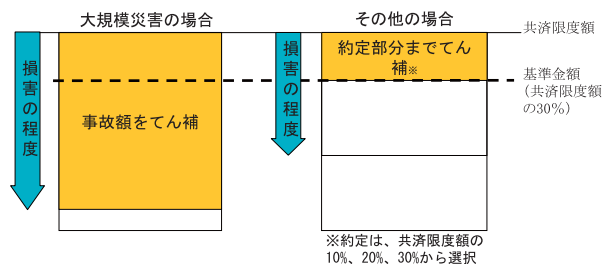 大規模災害の場合
その他の場合
共済限度額
損害の程度
事故額をてん補
損害の程度
約定部分までてん
補※
基準金額
（共済限度額
の30％）
※約定は、共済限度額の
10%、20%、30%から選択